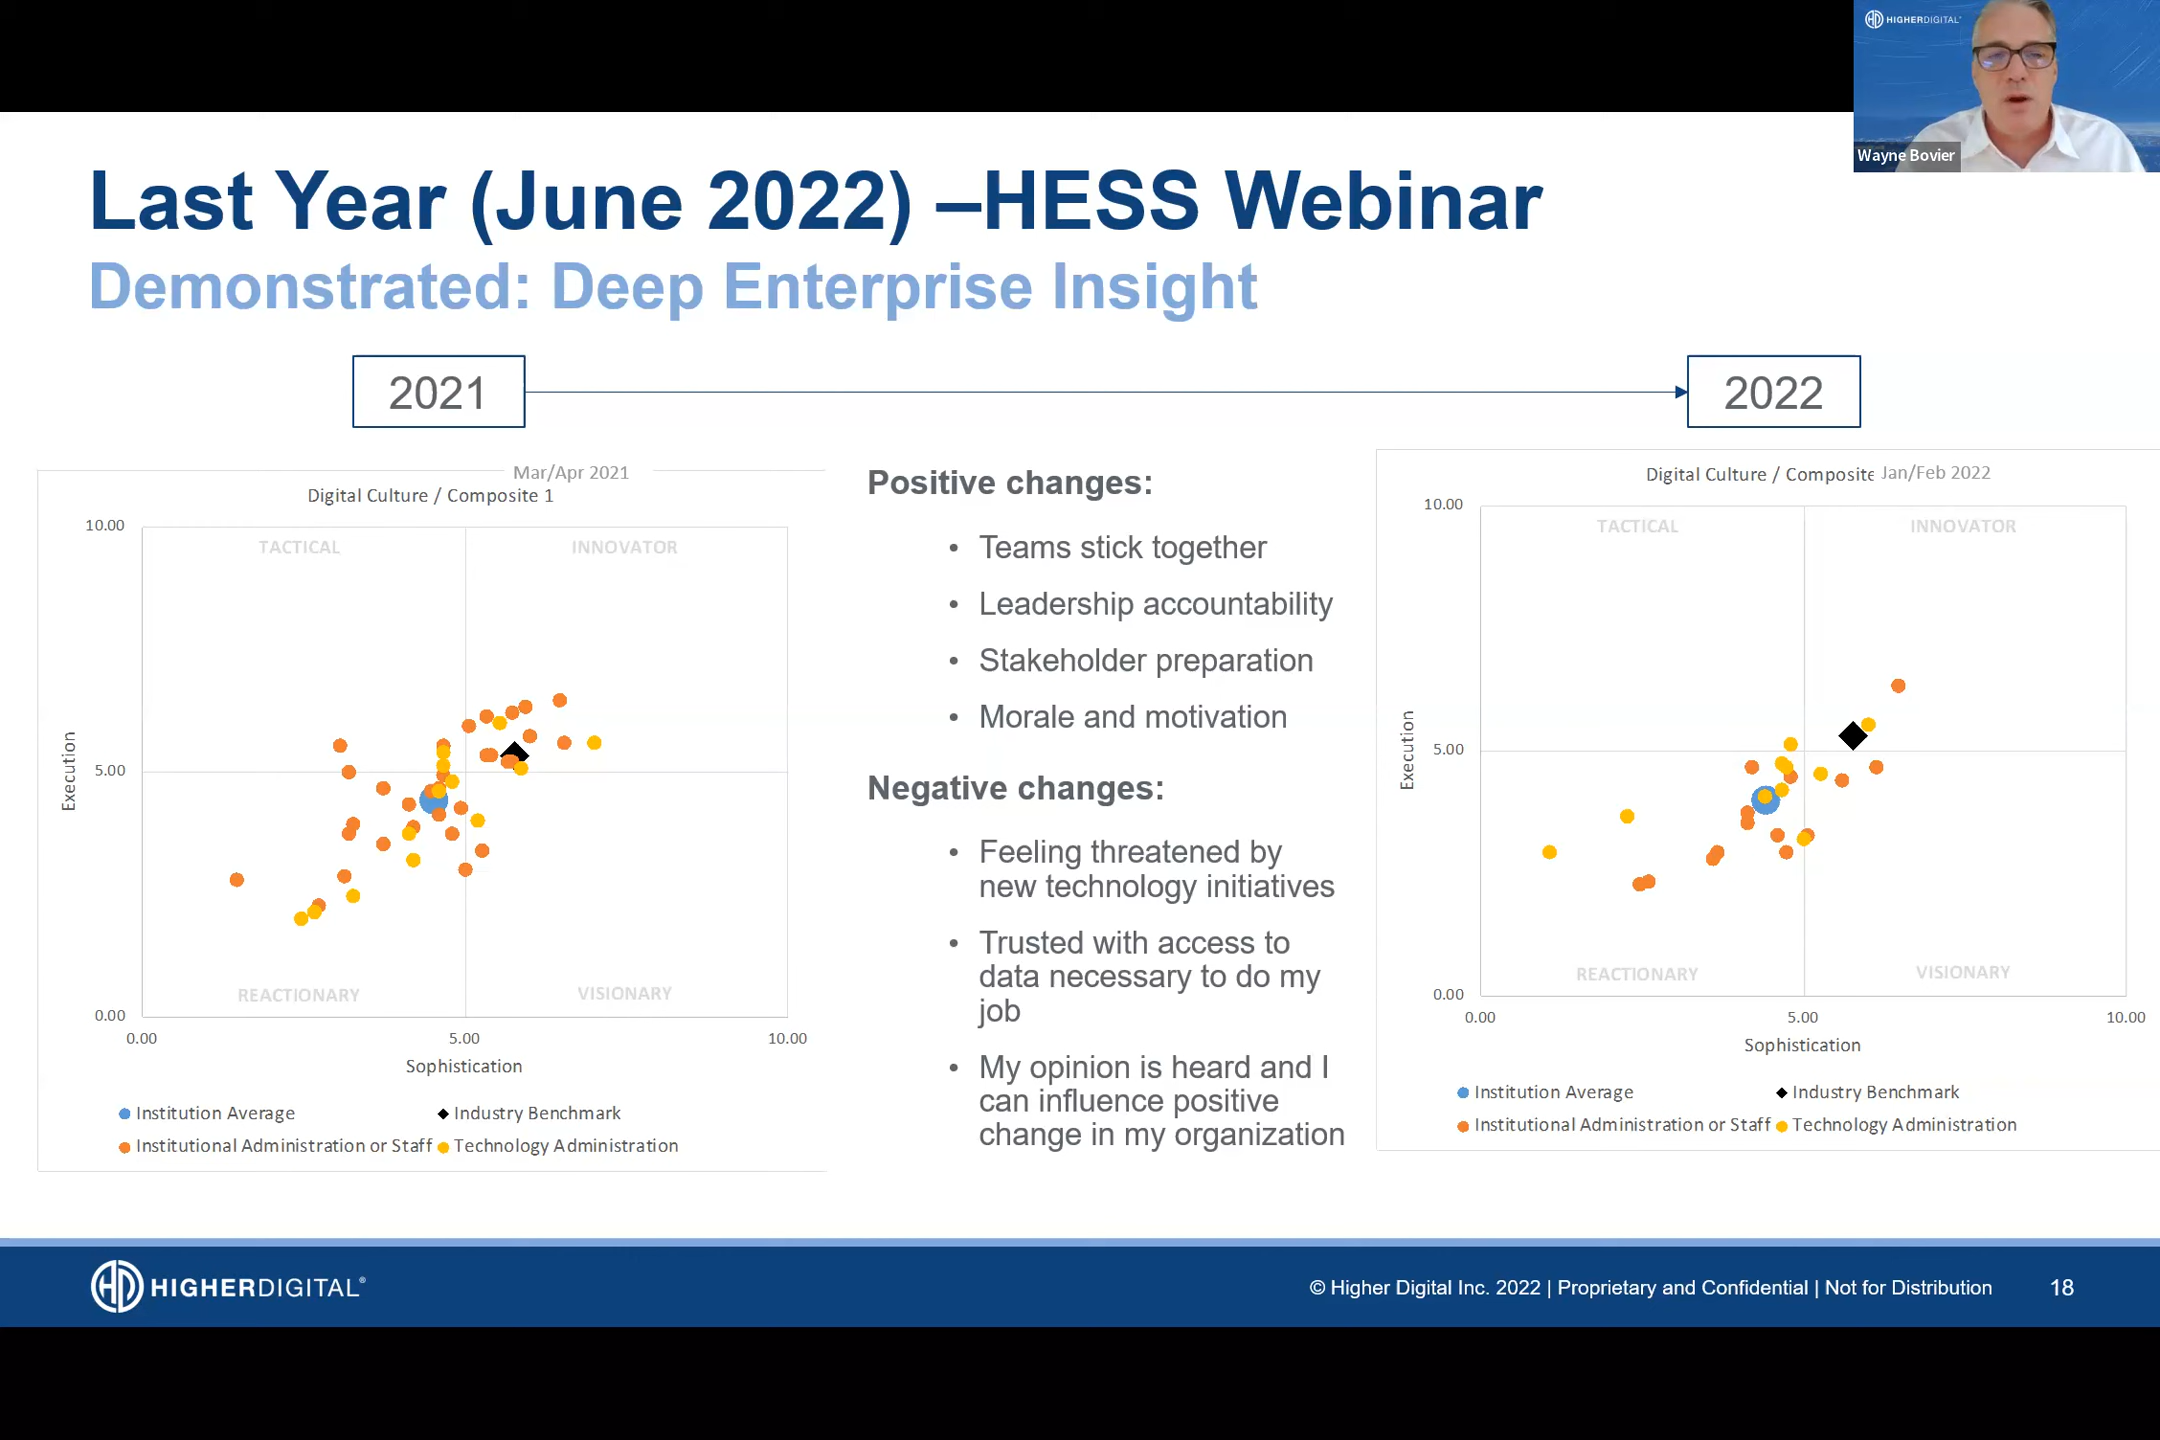 HIGHERDIGITAL
Wayne Bovier
Last Year (June 2022) –HESS Webinar
Demonstrated: Deep Enterprise Insight
2021
2022
Mar/Apr 2021
Digital Culture / Composite 1
10.00
TACTICAL
INNOVATOR
Execution
5.00
REACTIONARY
VISIONARY
0.00
0.00
5.00
10.00
Sophistication
Institution Average
Industry Benchmark
Institutional Administration or Staff
Technology Administration
Positive changes:
• Teams stick together
• Leadership accountability
• Stakeholder preparation
• Morale and motivation
Negative changes:
• Feeling threatened by
new technology initiatives
• Trusted with access to
data necessary to do my
job
• My opinion is heard and I
can influence positive
change in my organization
Digital Culture / Composite Jan/Feb 2022
10.00
TACTICAL
INNOVATOR
Execution
5.00
REACTIONARY
VISIONARY
0.00
0.00
5.00
10.00
Sophistication
Institution Average
Industry Benchmark
Institutional Administration or Staff
Technology Administration
HIGHERDIGITAL®
© Higher Digital Inc. 2022 | Proprietary and Confidential | Not for Distribution
18